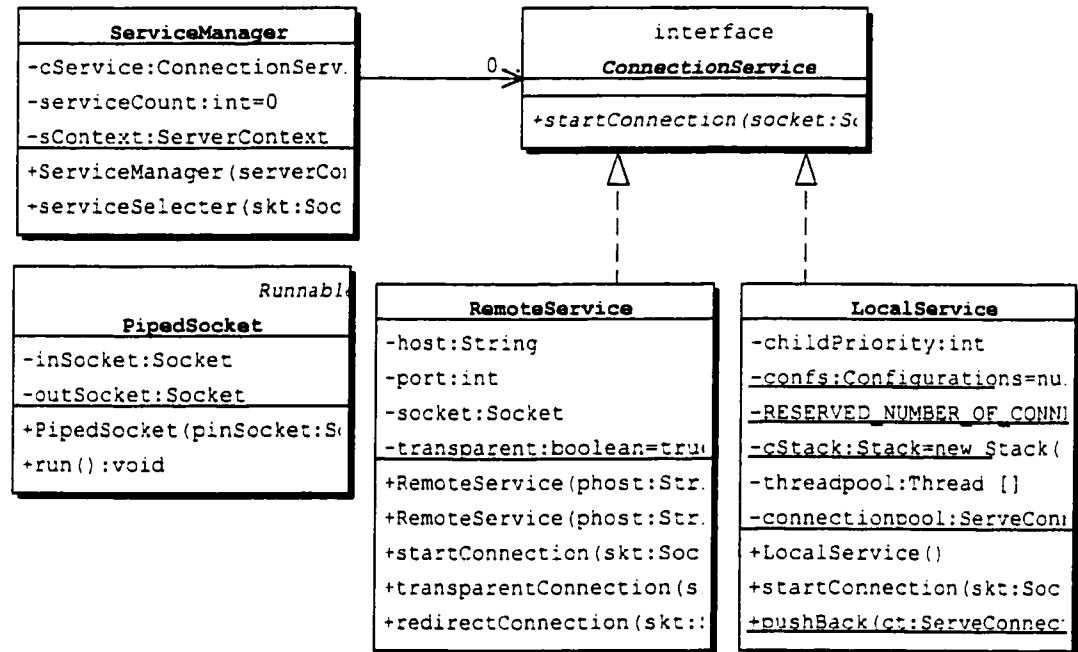 ServiceManager
-cService:ConnectionServ.
-serviceCount:int=0
-sContext:ServerContext
+ServiceManager(serverCo
+serviceSelecter(skt:Soc
0..
interface
ConnectionService
+startConnection(socket:S
Runnable
PipedSocket
-inSocket:Socket
-outSocket:Socket
+PipedSocket(pinSocket:S
+run():void
RemoteService
-host:String
-port:int
-socket:Socket
-transparent:boolean=true
+RemoteService(phost:Str.
+RemoteService(phost:Str.
+startConnection(skt:Soc
+transparentConnection(s
+redirectConnection(skt:
LocalService
-childPriority:int
-confs:Configurations=nu.
-RESERVED_NUMBER_OF_CONN
-cStack:Stack=new Stack(
-threadpool:Thread []
-connectionpool:ServeConn
+LocalService()
+startConnection(skt:Soc
+pushBack(ct:ServeConnec